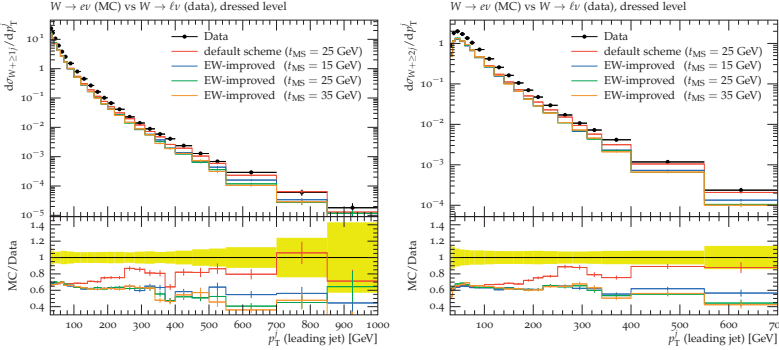 W → eν (MC) vs W → ℓν (data), dressed level
dσ_{W+≥1j}/dp_T^j
10^1
1
10^−1
10^−2
10^−3
10^−4
10^−5
Data
default scheme (t_MS = 25 GeV)
EW-improved (t_MS = 15 GeV)
EW-improved (t_MS = 25 GeV)
EW-improved (t_MS = 35 GeV)
MC/Data
1.4
1.2
1
0.8
0.6
0.4
100 200 300 400 500 600 700 800 900 1000
p_T^j (leading jet) [GeV]
W → eν (MC) vs W → ℓν (data), dressed level
dσ_{W+≥2j}/dp_T^j
10^1
1
10^−1
10^−2
10^−3
10^−4
Data
default scheme (t_MS = 25 GeV)
EW-improved (t_MS = 15 GeV)
EW-improved (t_MS = 25 GeV)
EW-improved (t_MS = 35 GeV)
MC/Data
1.4
1.2
1
0.8
0.6
0.4
100 200 300 400 500 600 70
p_T^j (leading jet) [GeV]